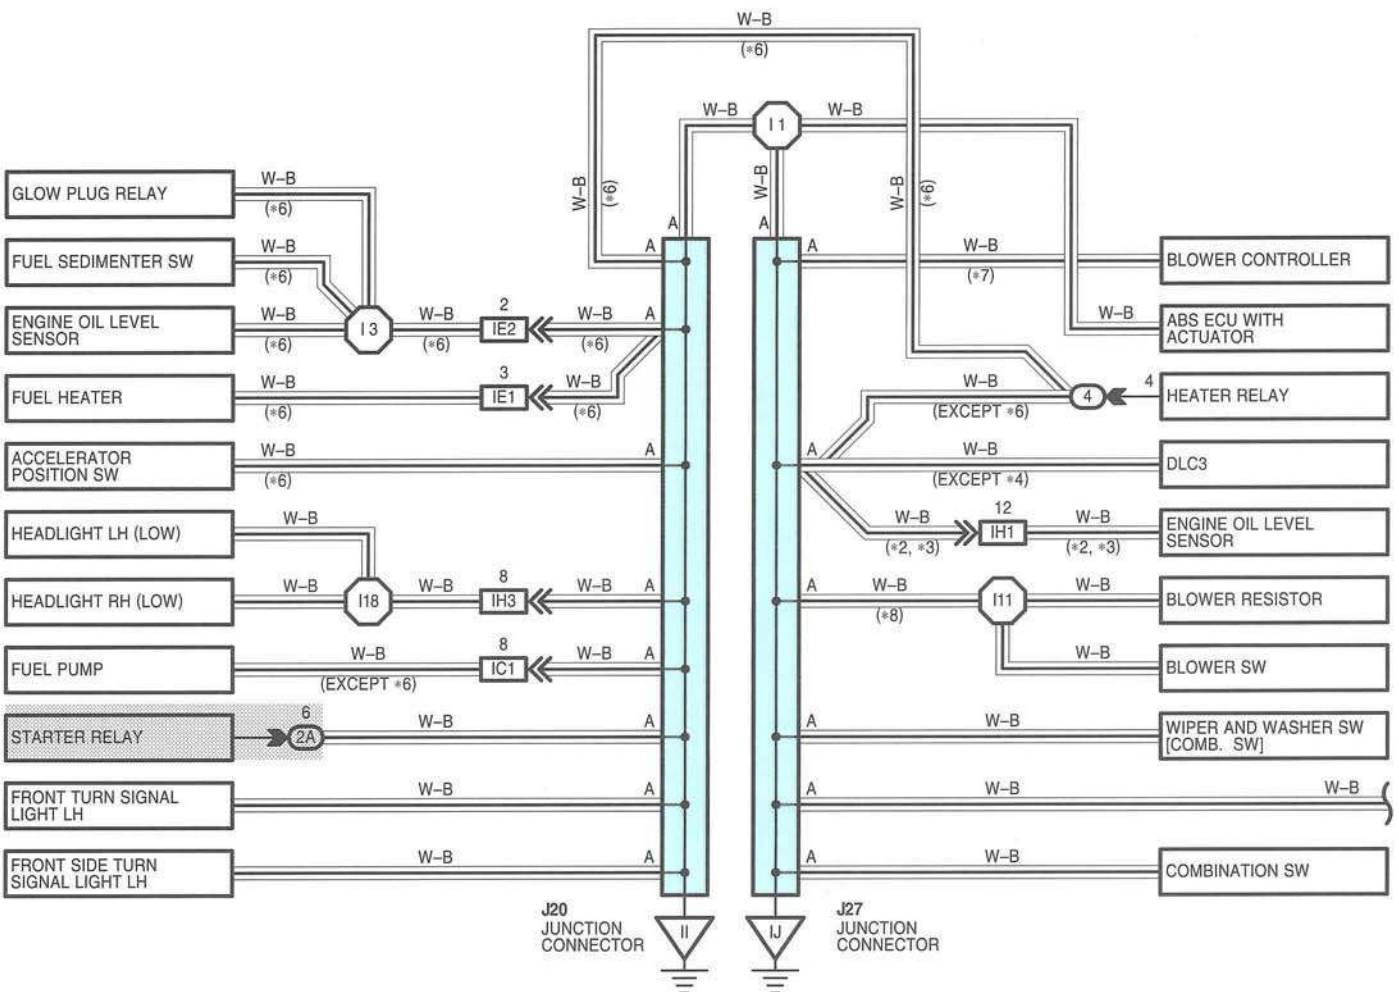 W–B
(∗6)
W–B
I 1
W–B
W–B
(∗6)
W–B
W–B
(∗6)
A
A
GLOW PLUG RELAY
W–B
(∗6)
FUEL SEDIMENTER SW
W–B
(∗6)
A
A
W–B
(∗7)
BLOWER CONTROLLER
ENGINE OIL LEVEL
SENSOR
W–B
(∗6)
I 3
W–B
(∗6)
2
IE2
W–B
(∗6)
A
W–B
ABS ECU WITH
ACTUATOR
FUEL HEATER
W–B
(∗6)
3
IE1
W–B
(∗6)
W–B
(EXCEPT ∗6)
4
4
HEATER RELAY
ACCELERATOR
POSITION SW
W–B
(∗6)
A
A
W–B
(EXCEPT ∗4)
DLC3
HEADLIGHT LH (LOW)
W–B
W–B
(∗2, ∗3)
12
IH1
W–B
(∗2, ∗3)
ENGINE OIL LEVEL
SENSOR
HEADLIGHT RH (LOW)
W–B
I18
W–B
8
IH3
W–B
A
A
W–B
(∗8)
I11
W–B
BLOWER RESISTOR
FUEL PUMP
W–B
(EXCEPT ∗6)
8
IC1
W–B
A
W–B
BLOWER SW
STARTER RELAY
6
2A
W–B
A
A
W–B
WIPER AND WASHER SW
[COMB. SW]
FRONT TURN SIGNAL
LIGHT LH
W–B
A
A
W–B
W–B
FRONT SIDE TURN
SIGNAL LIGHT LH
W–B
A
A
W–B
COMBINATION SW
J20
JUNCTION
CONNECTOR
II
IJ
J27
JUNCTION
CONNECTOR